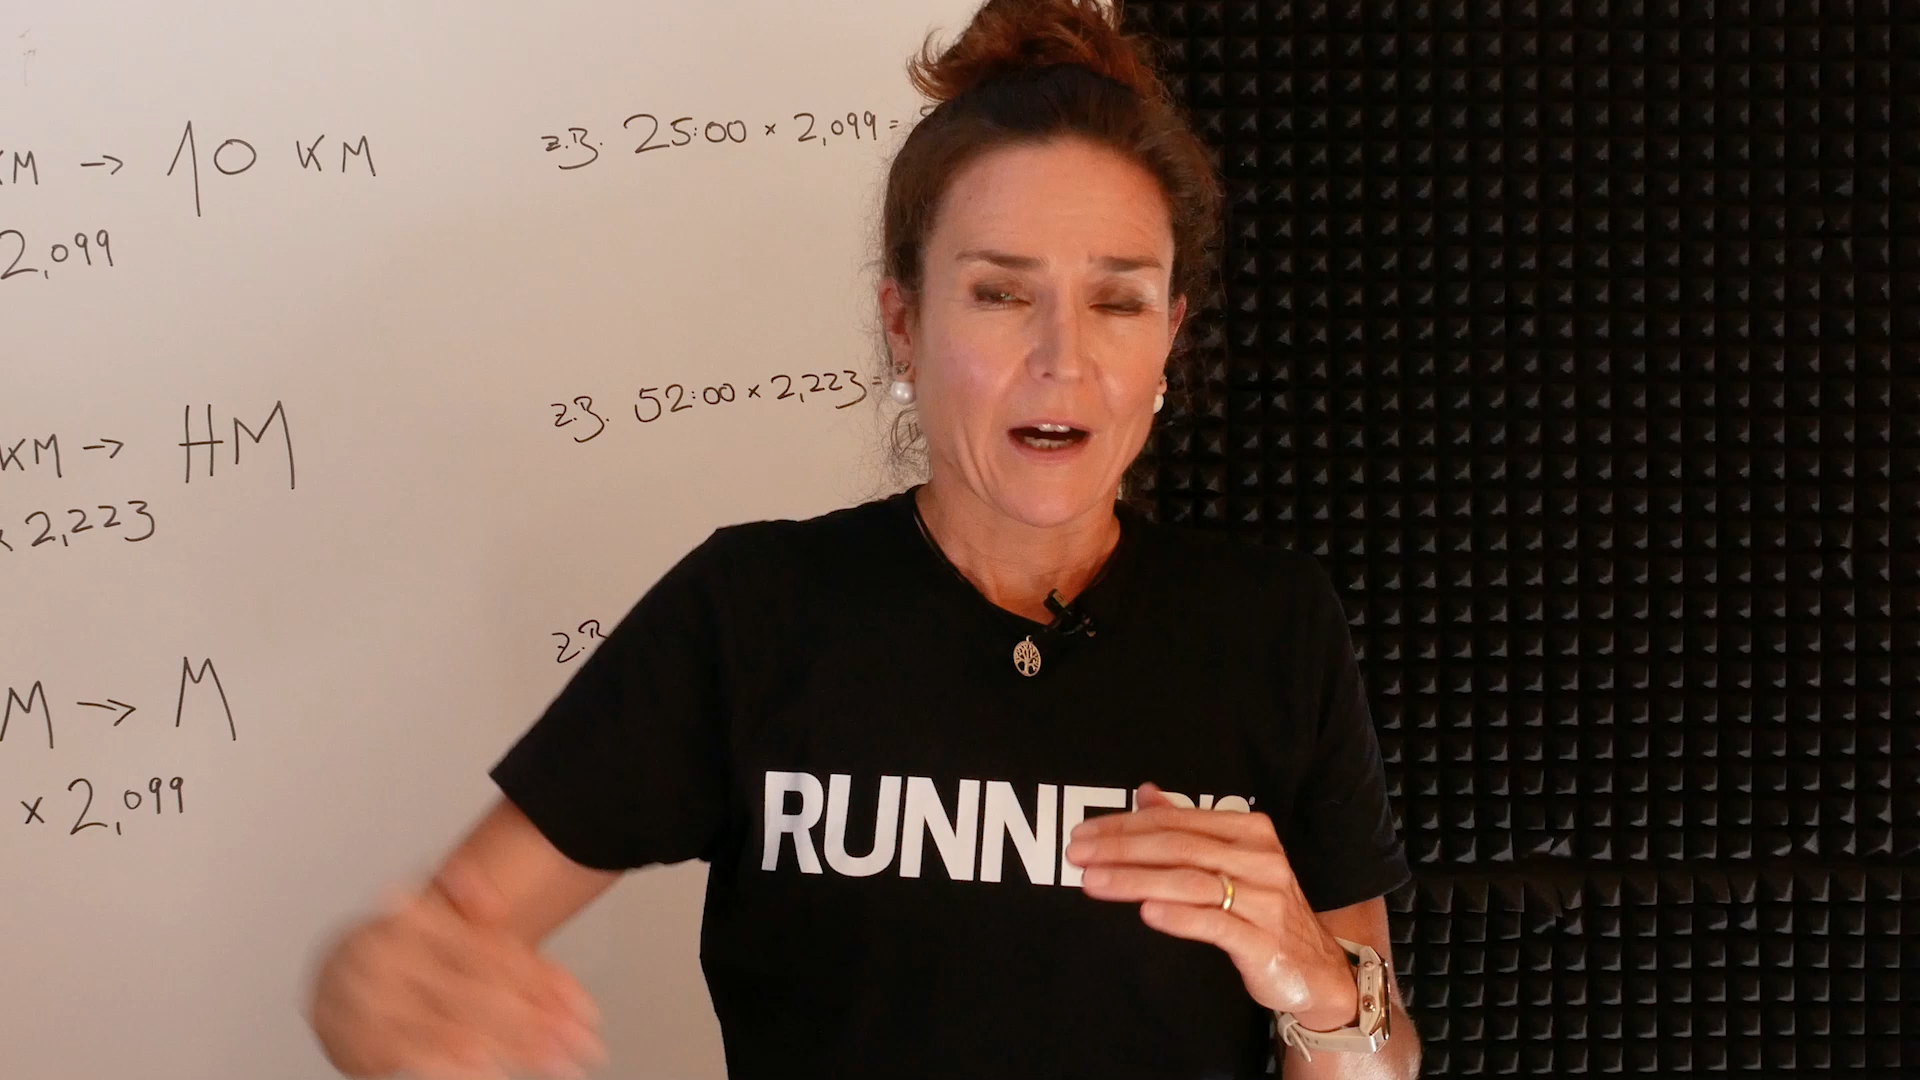 KM → 10 KM
2,099
z.B. 25:00 x 2,099 =
KM → HM
x 2,223
z.B. 52:00 x 2,223 =
M → M
x 2,099
z.B
RUNNER'S